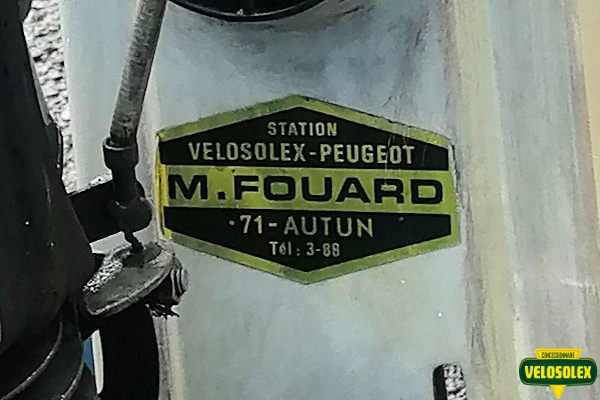 STATION
VELOSOLEX-PEUGEOT
M.FOUARD
·71-AUTUN
Tél: 3-88
CONCESSIONNAIRE
VELOSOLEX